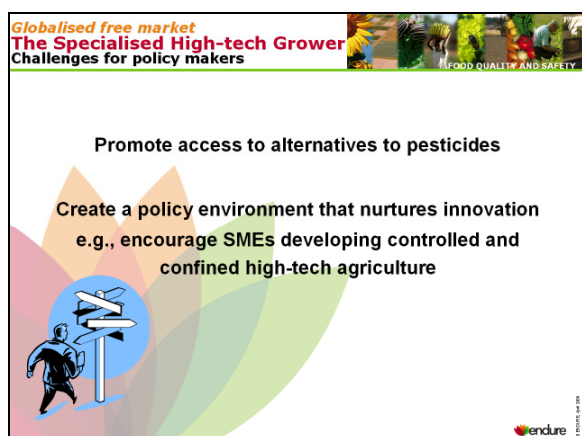 Globalised free market
The Specialised High-tech Grower
Challenges for policy makers
FOOD QUALITY AND SAFETY
Promote access to alternatives to pesticides
Create a policy environment that nurtures innovation
e.g., encourage SMEs developing controlled and
confined high-tech agriculture
endure